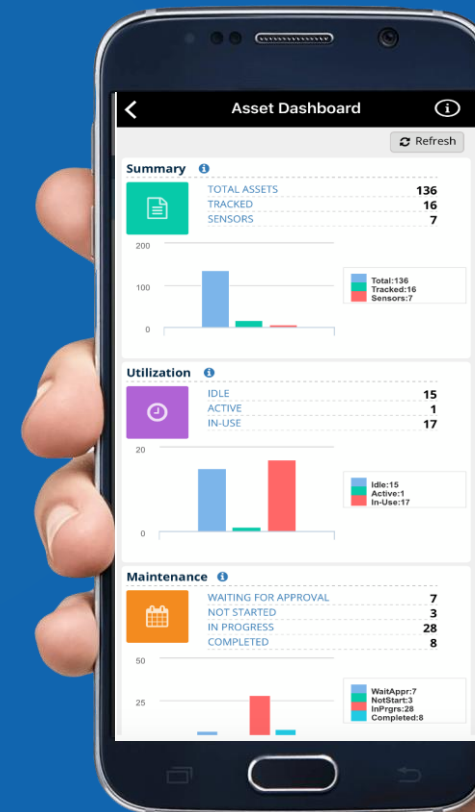 Asset Dashboard
Refresh
Summary
TOTAL ASSETS 136
TRACKED 16
SENSORS 7
200
100
0
Total:136
Tracked:16
Sensors:7
Utilization
IDLE 15
ACTIVE 1
IN-USE 17
20
0
Idle:15
Active:1
In-Use:17
Maintenance
WAITING FOR APPROVAL 7
NOT STARTED 3
IN PROGRESS 28
COMPLETED 8
50
25
WaitAppr:7
NotStart:3
InPrgrs:28
Completed:8